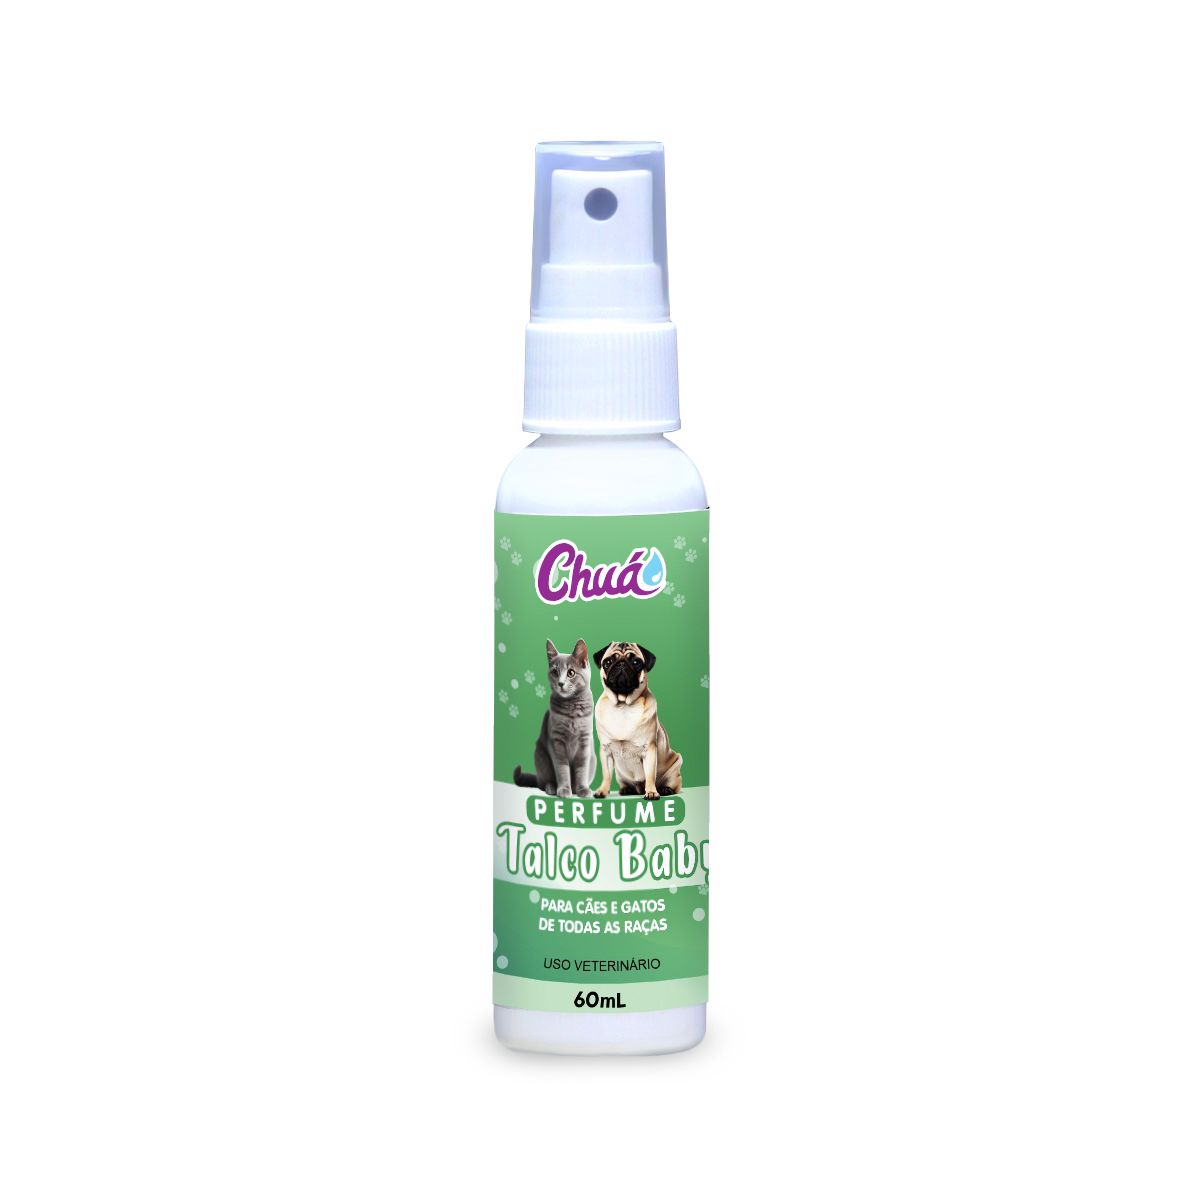 Chuá
PERFUME
Talco Baby
PARA CÃES E GATOS
DE TODAS AS RAÇAS
USO VETERINÁRIO
60mL